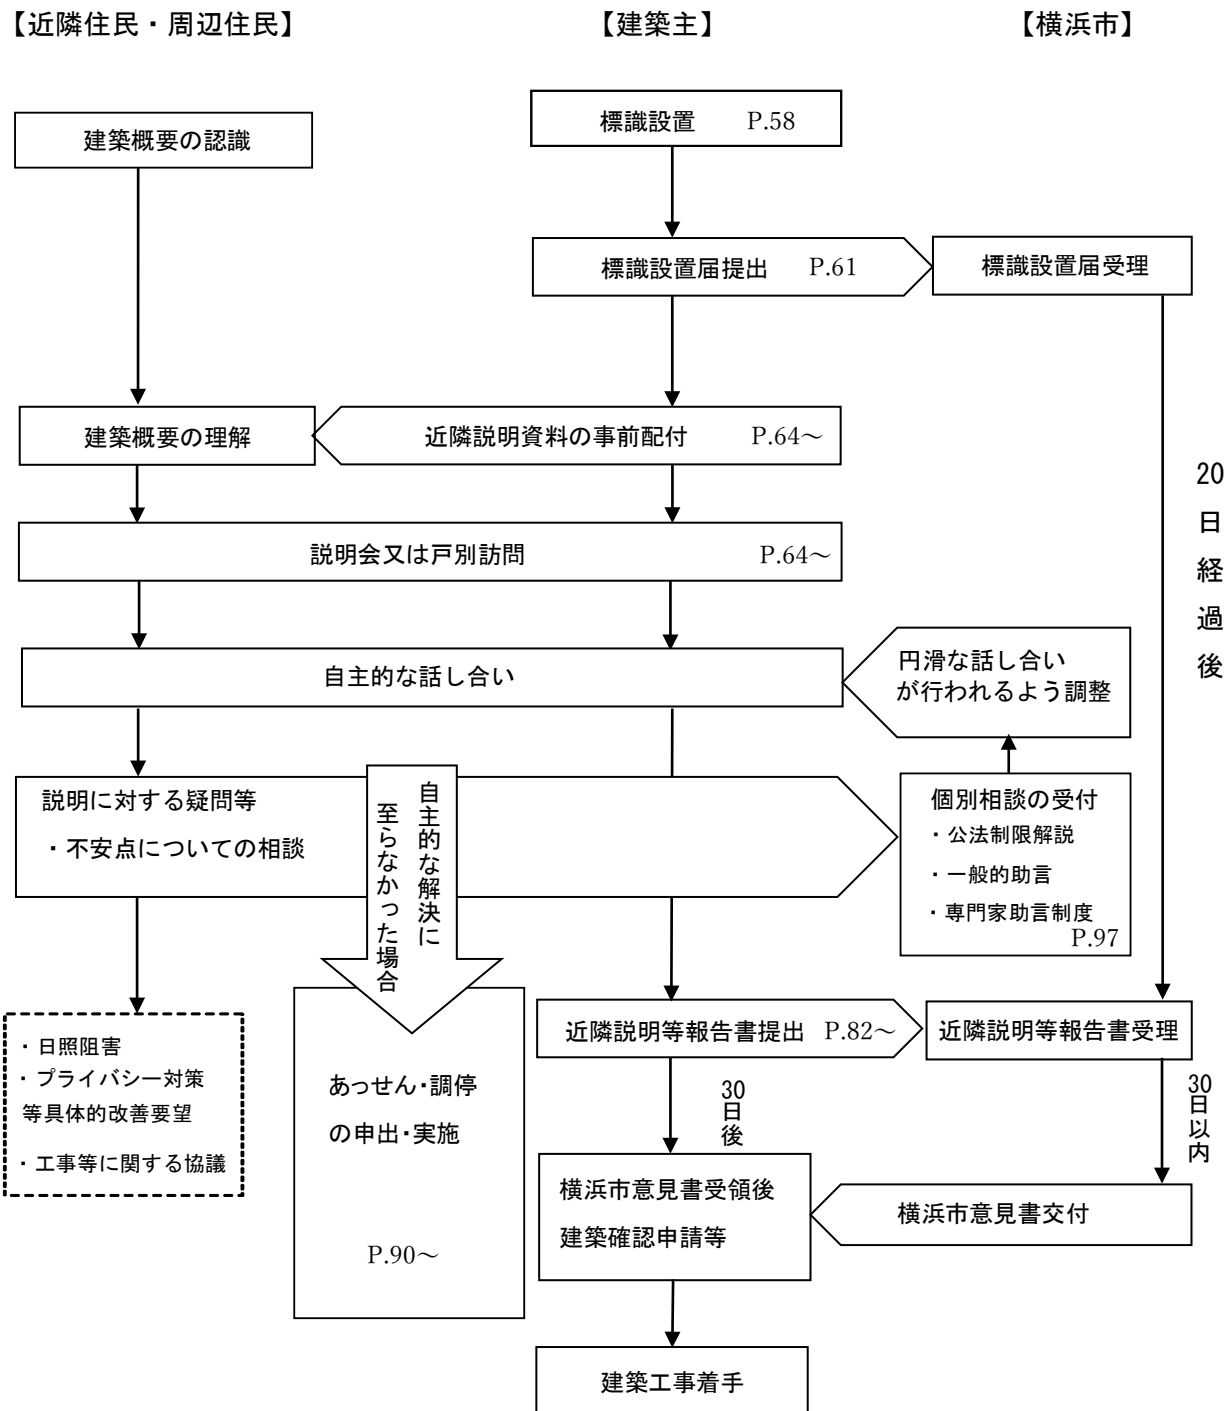 【近隣住民・周辺住民】
【建築主】
【横浜市】
標識設置 P.58
建築概要の認識
標識設置届提出 P.61
標識設置届受理
建築概要の理解
近隣説明資料の事前配付 P.64～
20日経過後
説明会又は戸別訪問 P.64～
自主的な話し合い
円滑な話し合い
が行われるよう調整
説明に対する疑問等
・不安点についての相談
自主的な解決に
至らなかった場合
個別相談の受付
・公法制限解説
・一般的助言
・専門家助言制度
P.97
近隣説明等報告書提出 P.82～
近隣説明等報告書受理
・日照阻害
・プライバシー対策
等具体的改善要望
・工事等に関する協議
あっせん・調停
の申出・実施
P.90～
30日後
30日以内
横浜市意見書受領後
建築確認申請等
横浜市意見書交付
建築工事着手